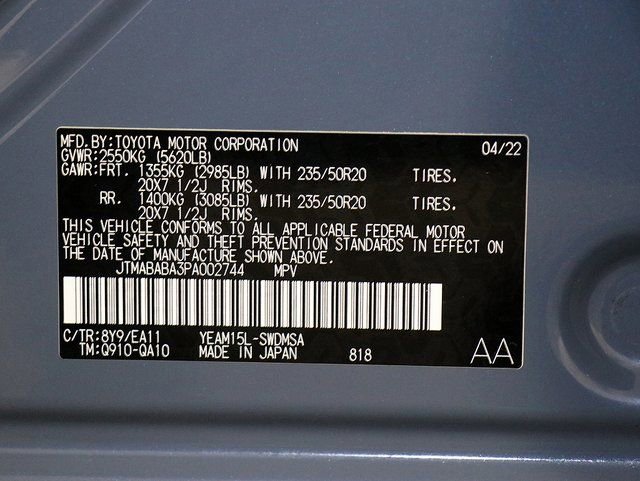 MFD.BY:TOYOTA MOTOR CORPORATION 04/22
GVWR:2550KG (5620LB)
GAWR:FRT. 1355KG (2985LB) WITH 235/50R20 TIRES.
20X7 1/2J RIMS.
RR. 1400KG (3085LB) WITH 235/50R20 TIRES.
20X7 1/2J RIMS.
THIS VEHICLE CONFORMS TO ALL APPLICABLE FEDERAL MOTOR
VEHICLE SAFETY AND THEFT PREVENTION STANDARDS IN EFFECT ON
THE DATE OF MANUFACTURE SHOWN ABOVE.
JTMABABA3PA002744 MPV
C/TR:8Y9/EA11 YEAM15L-SWDMSA
TM:Q910-QA10 MADE IN JAPAN 818 AA